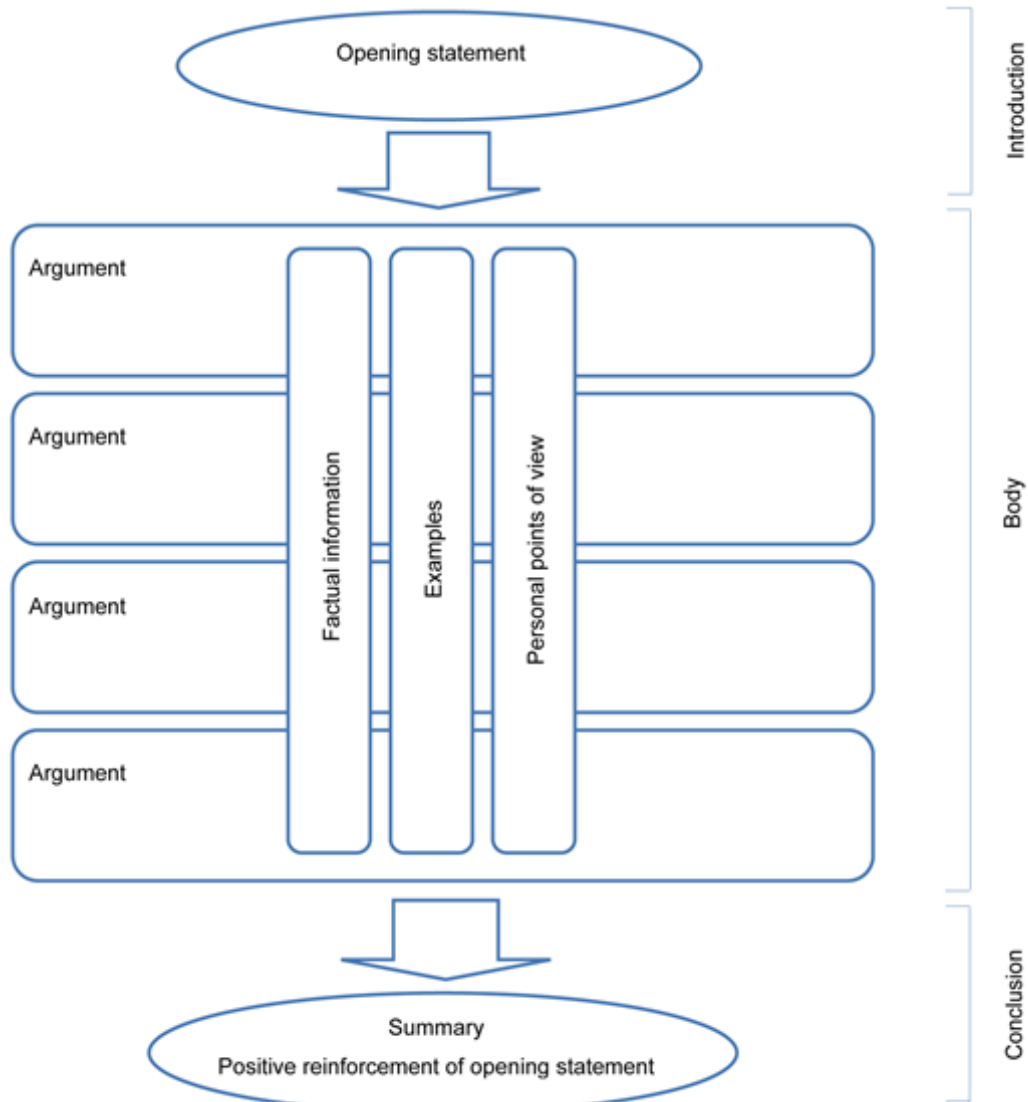 Opening statement
Introduction
Argument
Argument
Argument
Argument
Factual information
Examples
Personal points of view
Body
Summary
Positive reinforcement of opening statement
Conclusion